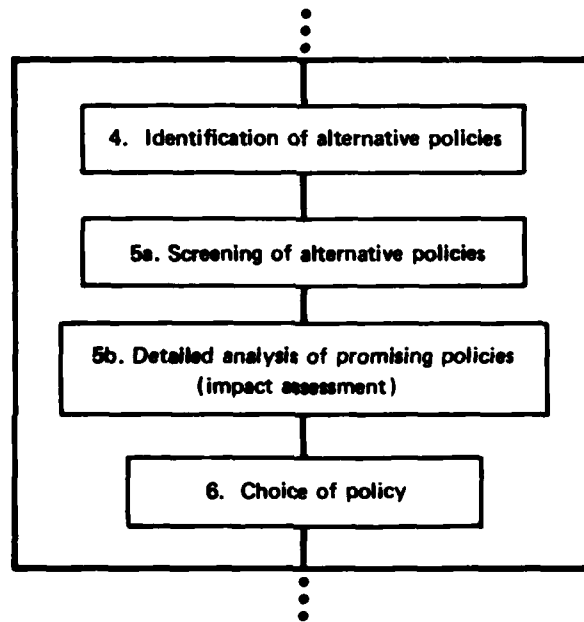 4. Identification of alternative policies
5a. Screening of alternative policies
5b. Detailed analysis of promising policies
(impact assessment)
6. Choice of policy